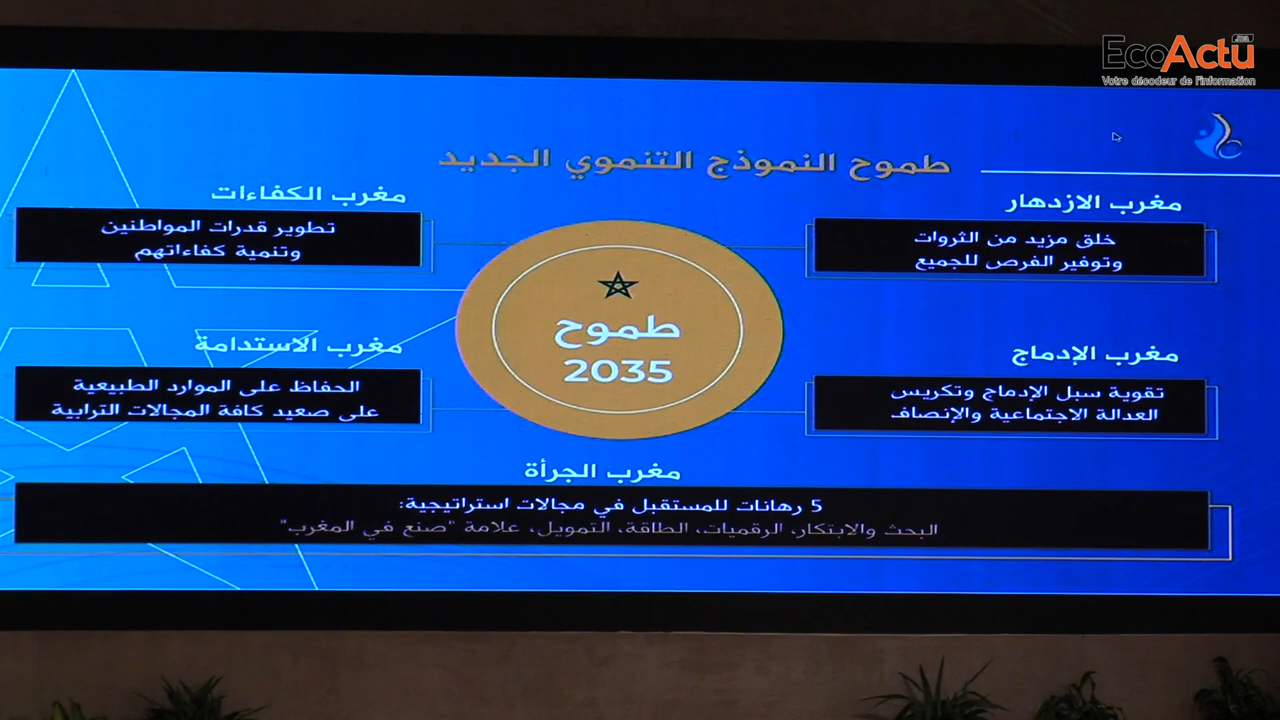 EcoActu
.ma
Votre décodeur de l'information
طموح النموذج التنموي الجديد
مغرب الازدهار
خلق مزيد من الثروات
وتوفير الفرص للجميع
مغرب الكفاءات
تطوير قدرات المواطنين
وتنمية كفاءاتهم
طموح
2035
مغرب الإدماج
تقوية سبل الإدماج وتكريس
العدالة الاجتماعية والإنصاف
مغرب الاستدامة
الحفاظ على الموارد الطبيعية
على صعيد كافة المجالات الترابية
مغرب الجرأة
5 رهانات للمستقبل في مجالات استراتيجية:
البحث والابتكار، الرقميات، الطاقة، التمويل، علامة "صنع في المغرب"